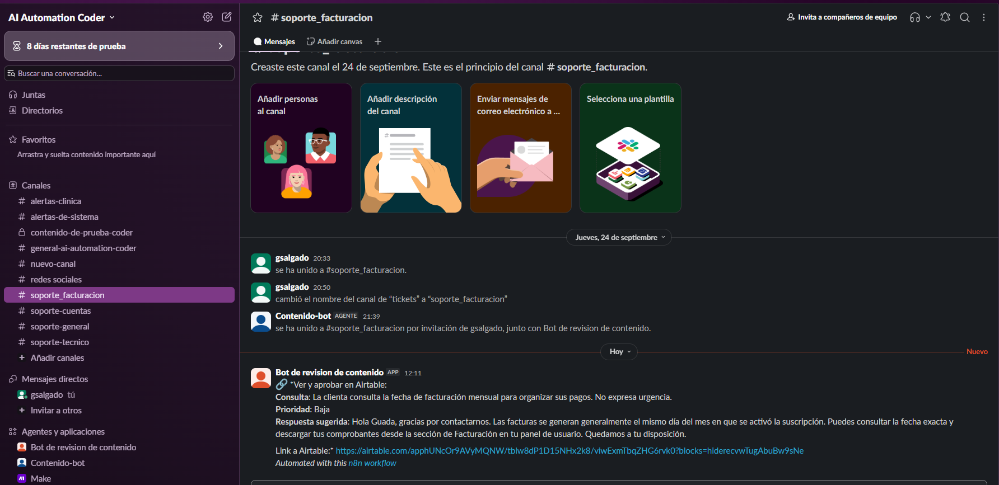 AI Automation Coder
8 días restantes de prueba
Buscar una conversación...
Juntas
Directorios
Favoritos
Arrastra y suelta contenido importante aquí
Canales
# alertas-clinica
# alertas-de-sistema
contenido-de-prueba-coder
# general-ai-automation-coder
# nuevo-canal
# redes sociales
# soporte_facturacion
# soporte-cuentas
# soporte-general
# soporte-tecnico
+ Añadir canales
Mensajes directos
gsalgado tú
+ Invitar a otros
Agentes y aplicaciones
Bot de revision de contenido
Contenido-bot
Make
# soporte_facturacion
Invita a compañeros de equipo
Mensajes
Añadir canvas
+
Creaste este canal el 24 de septiembre. Este es el principio del canal # soporte_facturacion.
Añadir personas
al canal
Añadir descripción
del canal
Enviar mensajes de
correo electrónico a ...
Selecciona una plantilla
Jueves, 24 de septiembre
gsalgado 20:33
se ha unido a #soporte_facturacion.
gsalgado 20:50
cambió el nombre del canal de “tickets” a “soporte_facturacion”
Contenido-bot AGENTE 21:39
se ha unido a #soporte_facturacion por invitación de gsalgado, junto con Bot de revision de contenido.
Hoy
Nuevo
Bot de revision de contenido APP 12:11
*Ver y aprobar en Airtable:
Consulta: La clienta consulta la fecha de facturación mensual para organizar sus pagos. No expresa urgencia.
Prioridad: Baja
Respuesta sugerida: Hola Guada, gracias por contactarnos. Las facturas se generan generalmente el mismo día del mes en que se activó la suscripción. Puedes consultar la fecha exacta y
descargar tus comprobantes desde la sección de Facturación en tu panel de usuario. Quedamos a tu disposición.
Link a Airtable:* https://airtable.com/apphUNcOr9AVyMQNW/tblw8dP1D15NHx2k8/viwExmTbqZHG6rvk0?blocks=hiderecvwTugAbuBw9sNe
Automated with this n8n workflow